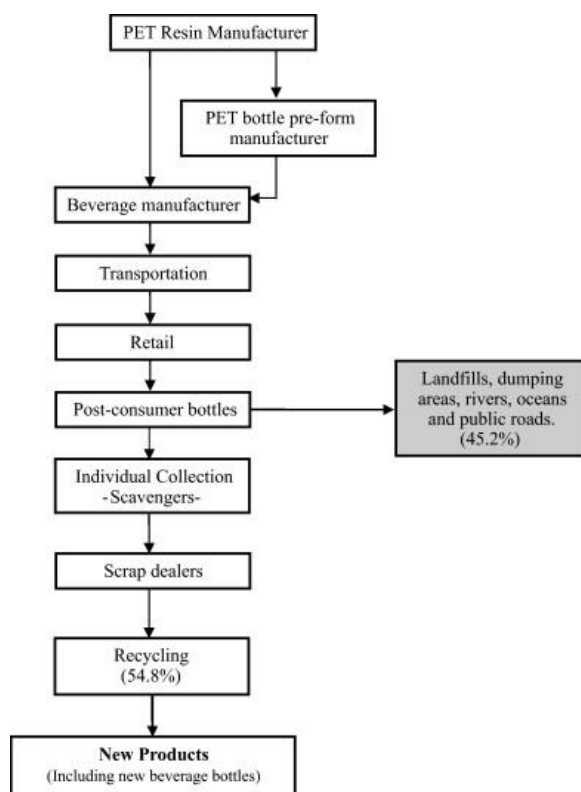 PET Resin Manufacturer
PET bottle pre-form
manufacturer
Beverage manufacturer
Transportation
Retail
Post-consumer bottles
Landfills, dumping
areas, rivers, oceans
and public roads.
(45.2%)
Individual Collection
-Scavengers-
Scrap dealers
Recycling
(54.8%)
New Products
(Including new beverage bottles)